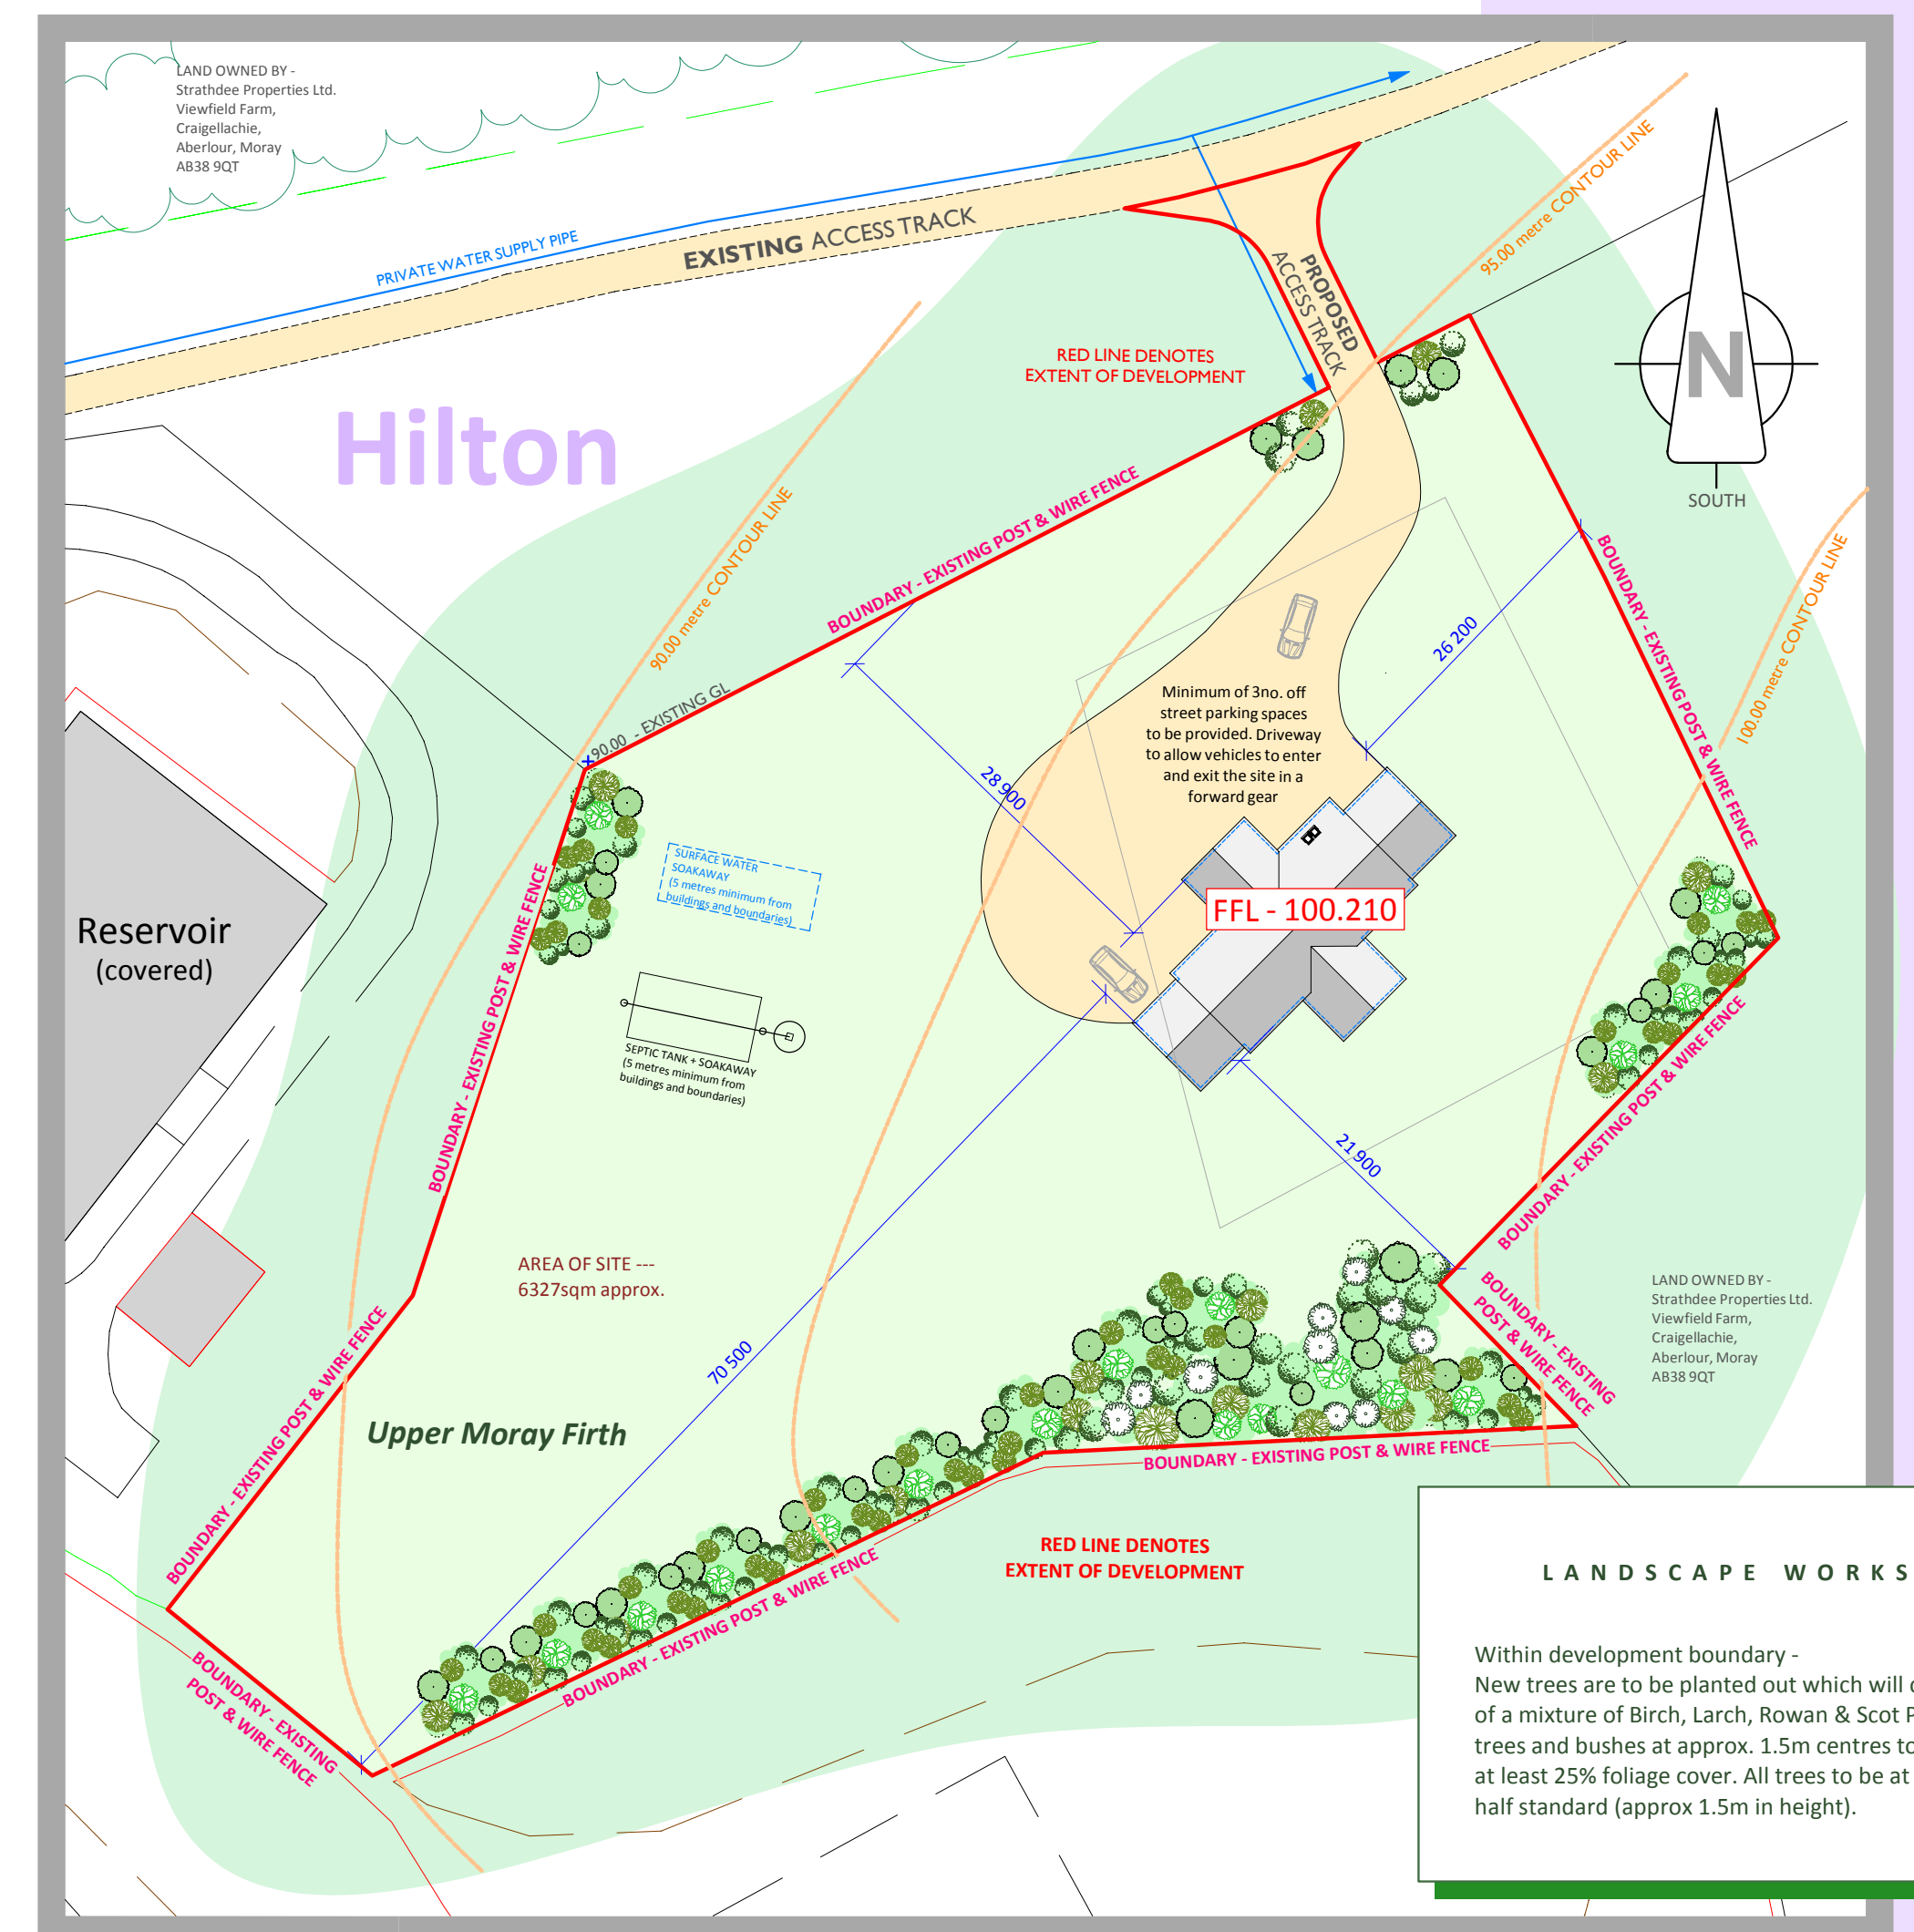 LAND OWNED BY -
Strathdee Properties Ltd.
Viewfield Farm,
Craigellachie,
Aberlour, Moray
AB38 9QT
PRIVATE WATER SUPPLY PIPE
EXISTING ACCESS TRACK
95.00 metre CONTOUR LINE
PROPOSED
ACCESS TRACK
RED LINE DENOTES
EXTENT OF DEVELOPMENT
N
SOUTH
Hilton
90.00 metre CONTOUR LINE
BOUNDARY - EXISTING POST & WIRE FENCE
BOUNDARY - EXISTING POST & WIRE FENCE
100.00 metre CONTOUR LINE
26 200
90.00 - EXISTING GL
Minimum of 3no. off
street parking spaces
to be provided. Driveway
to allow vehicles to enter
and exit the site in a
forward gear
28 900
SURFACE WATER
SOAKAWAY
(5 metres minimum from
buildings and boundaries)
FFL - 100.210
Reservoir
(covered)
BOUNDARY - EXISTING POST & WIRE FENCE
SEPTIC TANK + SOAKAWAY
(5 metres minimum from
buildings and boundaries)
BOUNDARY - EXISTING POST & WIRE FENCE
21 900
AREA OF SITE ---
6327sqm approx.
70 500
LAND OWNED BY -
Strathdee Properties Ltd.
Viewfield Farm,
Craigellachie,
Aberlour, Moray
AB38 9QT
BOUNDARY - EXISTING
POST & WIRE FENCE
BOUNDARY - EXISTING POST & WIRE FENCE
Upper Moray Firth
BOUNDARY - EXISTING POST & WIRE FENCE
RED LINE DENOTES
EXTENT OF DEVELOPMENT
BOUNDARY - EXISTING POST & WIRE FENCE
BOUNDARY - EXISTING
POST & WIRE FENCE
LANDSCAPE WORKS
Within development boundary -
New trees are to be planted out which will
of a mixture of Birch, Larch, Rowan & Scot
trees and bushes at approx. 1.5m centres to
at least 25% foliage cover. All trees to be at
half standard (approx 1.5m in height).